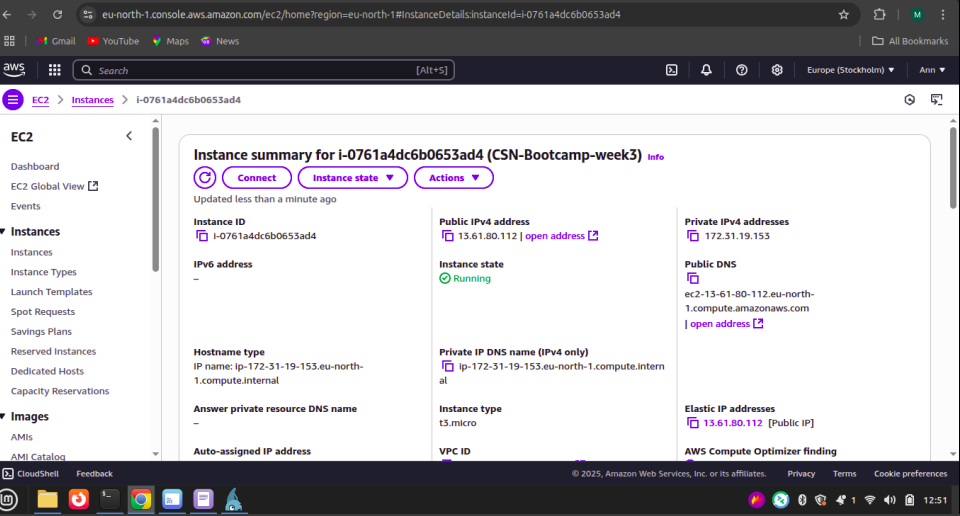 eu-north-1.console.aws.amazon.com/ec2/home?region=eu-north-1#InstanceDetails:instanceId=i-0761a4dc6b0653ad4
M
Gmail
YouTube
Maps
News
All Bookmarks
aws
Search
[Alt+S]
Europe (Stockholm)
Ann
EC2
Instances
i-0761a4dc6b0653ad4
EC2
Dashboard
EC2 Global View
Events
Instances
Instances
Instance Types
Launch Templates
Spot Requests
Savings Plans
Reserved Instances
Dedicated Hosts
Capacity Reservations
Images
AMIs
AMI Catalog
Instance summary for i-0761a4dc6b0653ad4 (CSN-Bootcamp-week3) Info
Connect
Instance state
Actions
Updated less than a minute ago
Instance ID
i-0761a4dc6b0653ad4
Public IPv4 address
13.61.80.112 | open address
Private IPv4 addresses
172.31.19.153
IPv6 address
–
Instance state
Running
Public DNS
ec2-13-61-80-112.eu-north-
1.compute.amazonaws.com
| open address
Hostname type
IP name: ip-172-31-19-153.eu-north-
1.compute.internal
Private IP DNS name (IPv4 only)
ip-172-31-19-153.eu-north-1.compute.intern
al
Answer private resource DNS name
–
Instance type
t3.micro
Elastic IP addresses
13.61.80.112 [Public IP]
Auto-assigned IP address
VPC ID
AWS Compute Optimizer finding
CloudShell
Feedback
© 2025, Amazon Web Services, Inc. or its affiliates.
Privacy
Terms
Cookie preferences
1
12:51